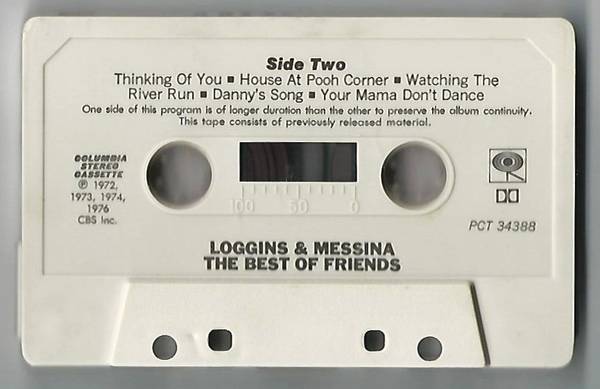 Side Two
Thinking Of You ▪ House At Pooh Corner ▪ Watching The
River Run ▪ Danny's Song ▪ Your Mama Don't Dance
One side of this program is of longer duration than the other to preserve the album continuity.
This tape consists of previously released material.
COLUMBIA
STEREO
CASSETTE
℗ 1972,
1973, 1974,
1976
CBS Inc.
100 50 0
PCT 34388
LOGGINS & MESSINA
THE BEST OF FRIENDS